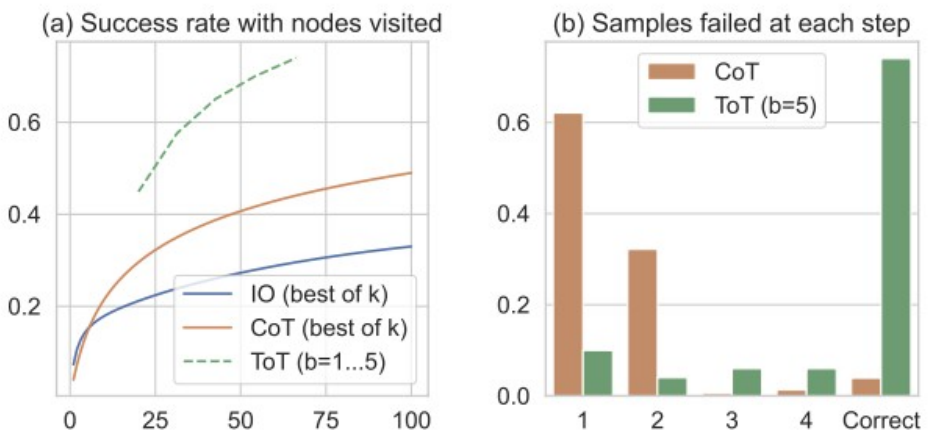 (a) Success rate with nodes visited
0.6
0.4
0.2
IO (best of k)
CoT (best of k)
ToT (b=1...5)
0 25 50 75 100
(b) Samples failed at each step
CoT
ToT (b=5)
0.6
0.4
0.2
0.0
1 2 3 4 Correct